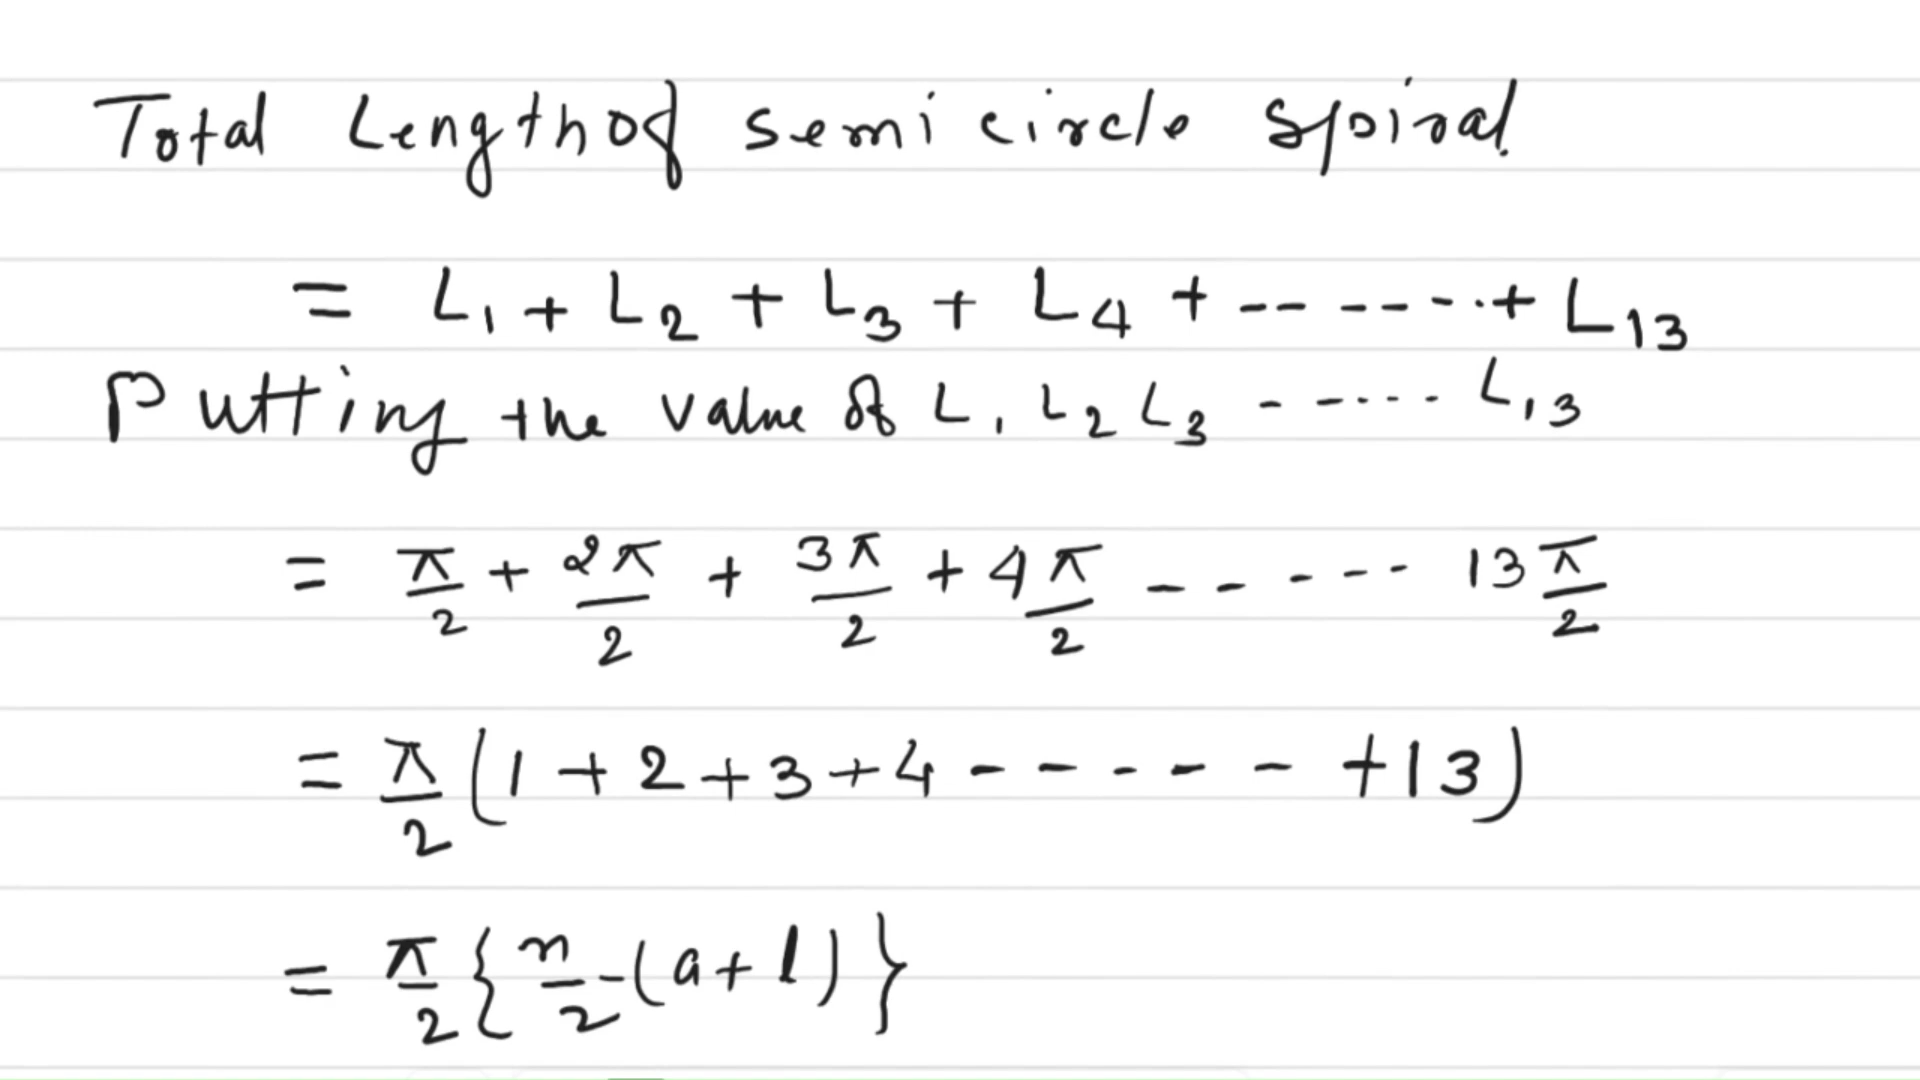 Total Length of semi circle spiral
= L₁ + L₂ + L₃ + L₄ + ------·+ L₁₃
Putting the value of L₁ L₂ L₃ ------ L₁₃
= π/2 + 2π/2 + 3π/2 + 4π/2 ----- 13π/2
= π/2 (1 + 2 + 3 + 4 ----- +13)
= π/2 {n/2 -(a + l)}